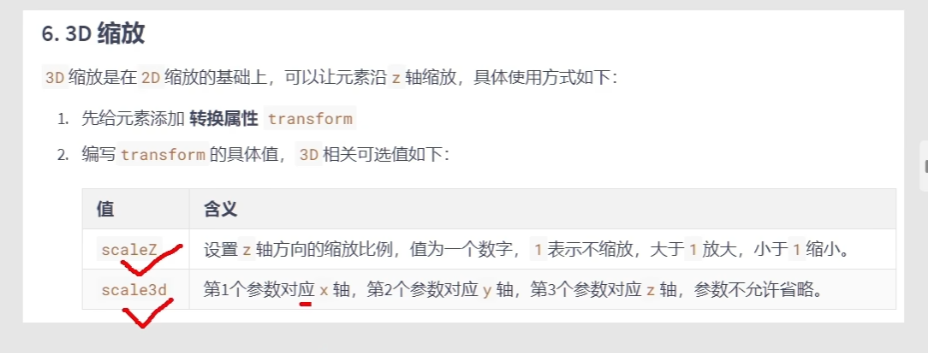 6. 3D 缩放
3D 缩放是在 2D 缩放的基础上，可以让元素沿 z 轴缩放，具体使用方式如下：
1. 先给元素添加 转换属性 transform
2. 编写 transform 的具体值， 3D 相关可选值如下：
值 含义
scaleZ 设置 z 轴方向的缩放比例，值为一个数字， 1 表示不缩放，大于 1 放大，小于 1 缩小。
scale3d 第1个参数对应 x 轴，第2个参数对应 y 轴，第3个参数对应 z 轴，参数不允许省略。